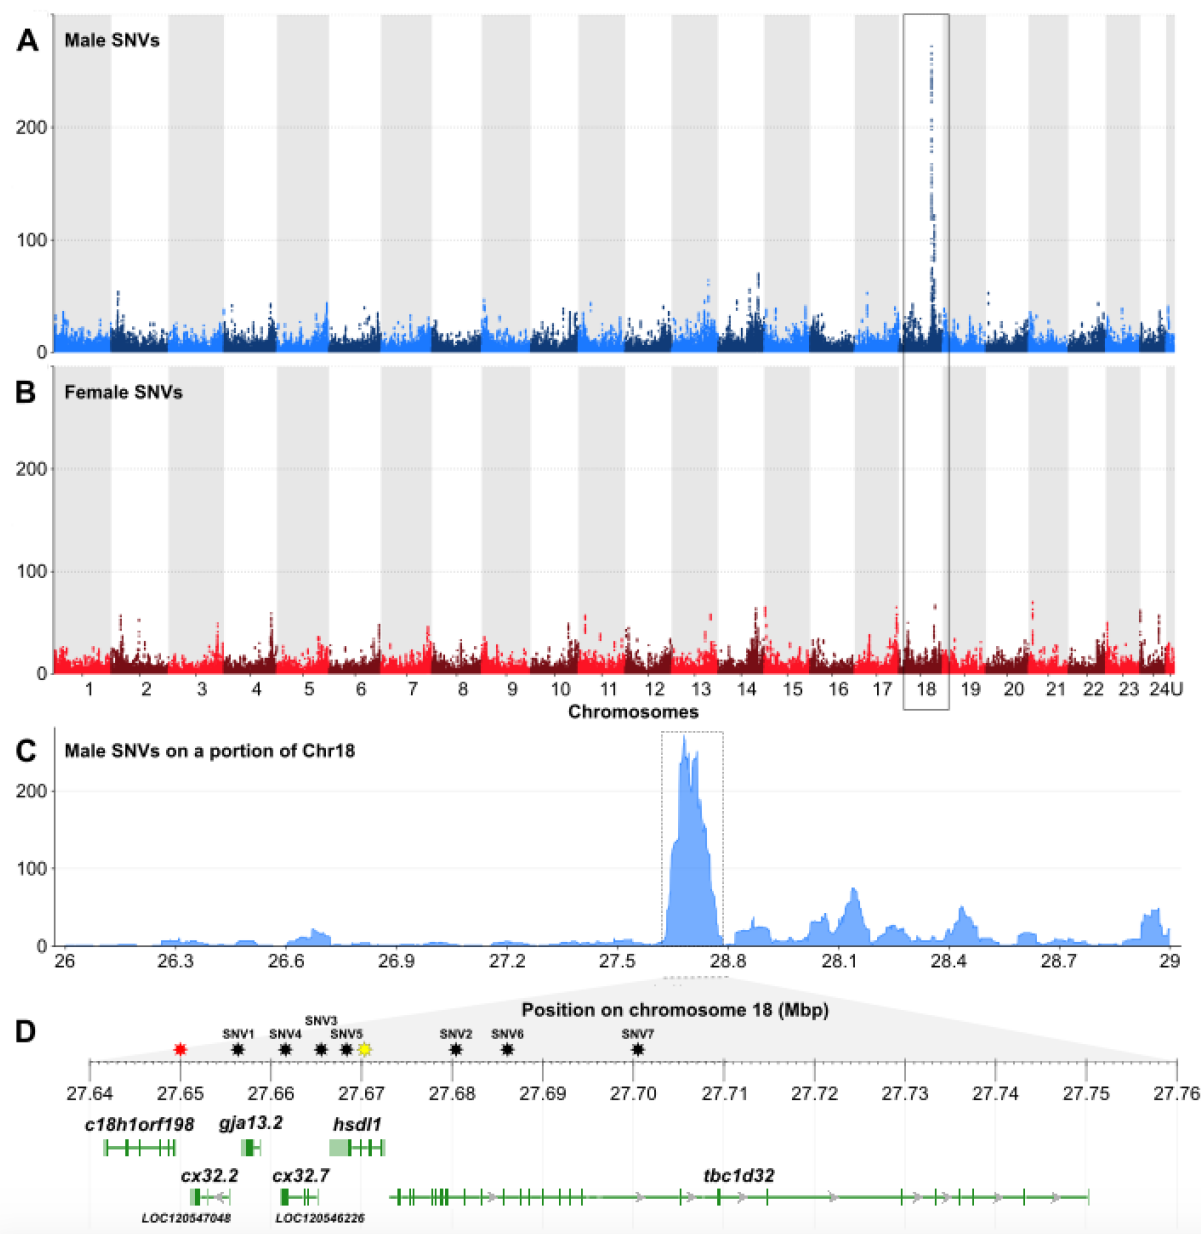 A
Male SNVs
200
100
0
B
Female SNVs
200
100
0
1 2 3 4 5 6 7 8 9 10 11 12 13 14 15 16 17 18 19 20 21 22 23 24U
Chromosomes
C
Male SNVs on a portion of Chr18
200
100
0
26 26.3 26.6 26.9 27.2 27.5 28.8 28.1 28.4 28.7 29
Position on chromosome 18 (Mbp)
D
SNV1 SNV4 SNV3 SNV5 SNV2 SNV6 SNV7
27.64 27.65 27.66 27.67 27.68 27.69 27.70 27.71 27.72 27.73 27.74 27.75 27.76
c18h1orf198 gja13.2 hsdl1
cx32.2 cx32.7 tbc1d32
LOC120547048 LOC120546226